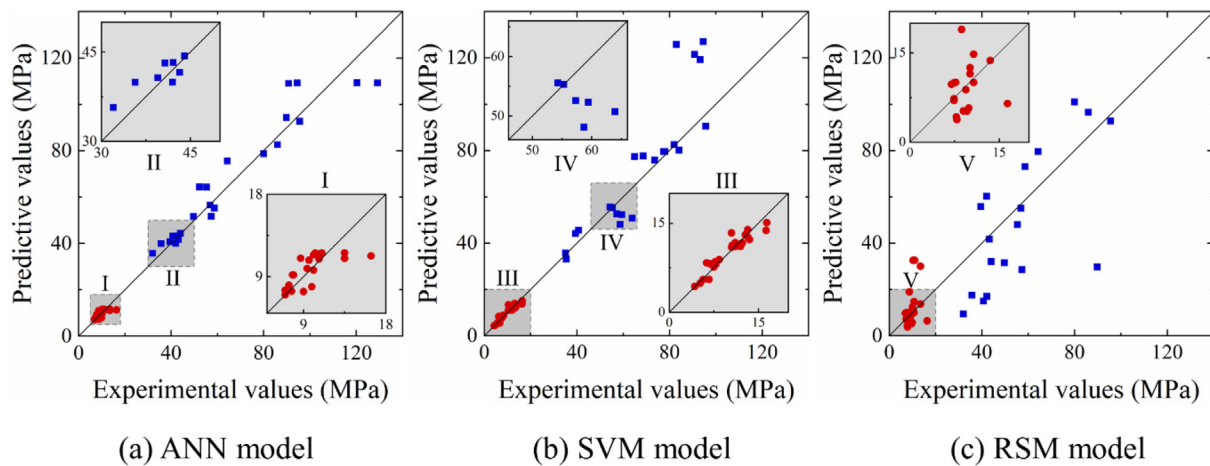 120
80
40
0
0
40
80
120
Predictive values (MPa)
Experimental values (MPa)
45
30
30
45
II
I
18
9
9
18
I
II
(a) ANN model
120
80
40
0
0
40
80
120
Predictive values (MPa)
Experimental values (MPa)
60
50
50
60
IV
III
15
0
0
15
III
IV
(b) SVM model
120
80
40
0
0
40
80
120
Predictive values (MPa)
Experimental values (MPa)
15
0
0
15
V
V
(c) RSM model